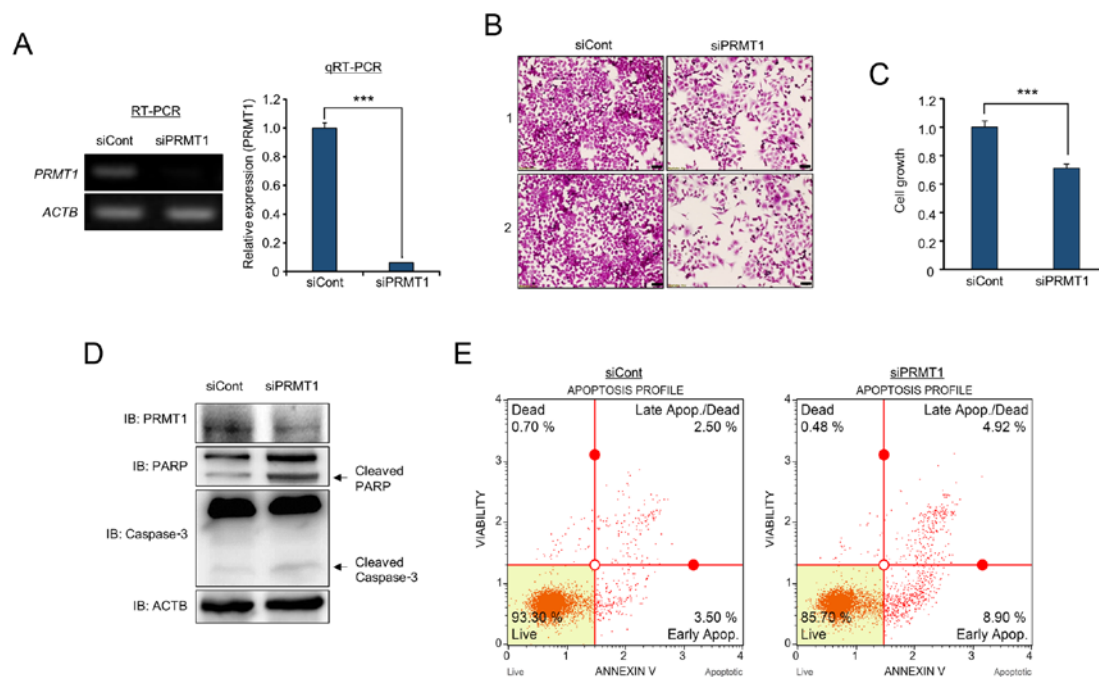 A
RT-PCR
siCont siPRMT1
PRMT1
ACTB
qRT-PCR
Relative expression (PRMT1)
1.2
1.0
0.8
0.6
0.4
0.2
0
***
siCont siPRMT1
B
siCont siPRMT1
1
2
C
Cell growth
1.2
1.0
0.8
0.6
0.4
0.2
0
***
siCont siPRMT1
D
siCont siPRMT1
IB: PRMT1
IB: PARP
Cleaved
PARP
IB: Caspase-3
Cleaved
Caspase-3
IB: ACTB
E
siCont
APOPTOSIS PROFILE
4
3
2
1
0
VIABILITY
Dead
0.70 %
Late Apop./Dead
2.50 %
93.30 %
Live
3.50 %
Early Apop.
0 1 2 3 4
Live ANNEXIN V Apoptotic
siPRMT1
APOPTOSIS PROFILE
4
3
2
1
0
VIABILITY
Dead
0.48 %
Late Apop./Dead
4.92 %
85.70 %
Live
8.90 %
Early Apop.
0 1 2 3 4
Live ANNEXIN V Apoptotic